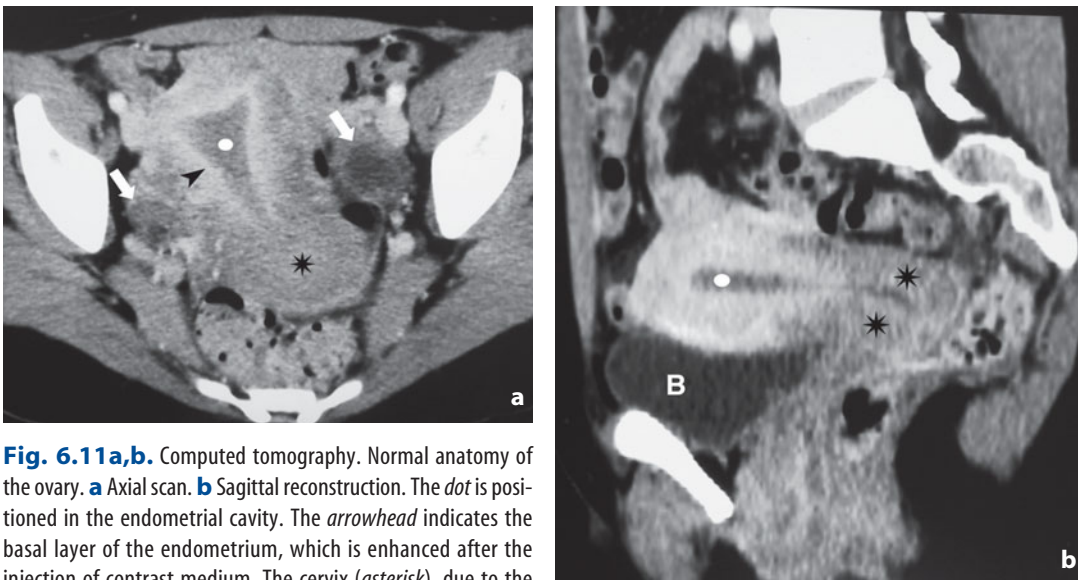 a
B
b
Fig. 6.11a,b. Computed tomography. Normal anatomy of
the ovary. a Axial scan. b Sagittal reconstruction. The dot is posi-
tioned in the endometrial cavity. The arrowhead indicates the
basal layer of the endometrium, which is enhanced after the
injection of contrast medium. The cervix (asterisk), due to the